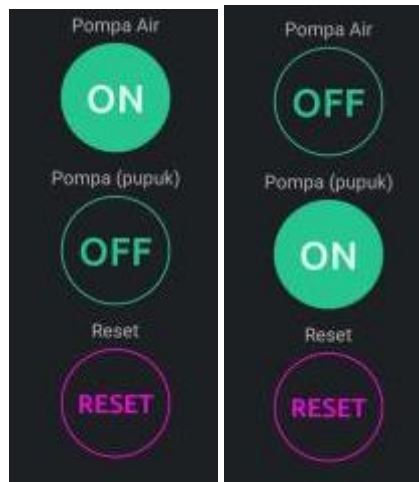 Pompa Air
ON
Pompa (pupuk)
OFF
Reset
RESET
Pompa Air
OFF
Pompa (pupuk)
ON
Reset
RESET